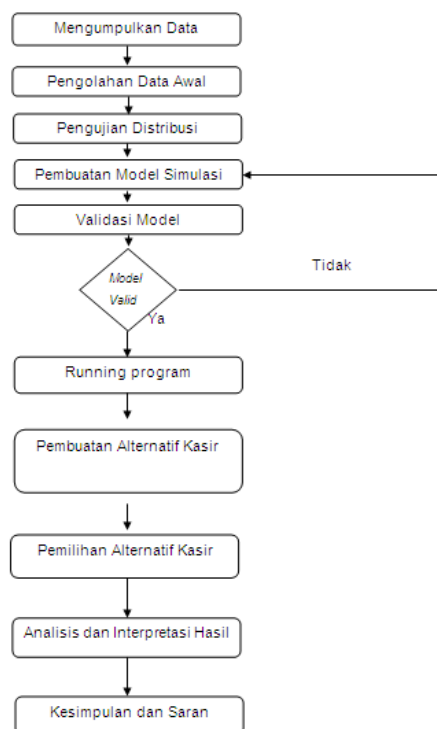 Mengumpulkan Data
Pengolahan Data Awal
Pengujian Distribusi
Pembuatan Model Simulasi
Validasi Model
Model
Valid
Tidak
Ya
Running program
Pembuatan Alternatif Kasir
Pemilihan Alternatif Kasir
Analisis dan Interpretasi Hasil
Kesimpulan dan Saran